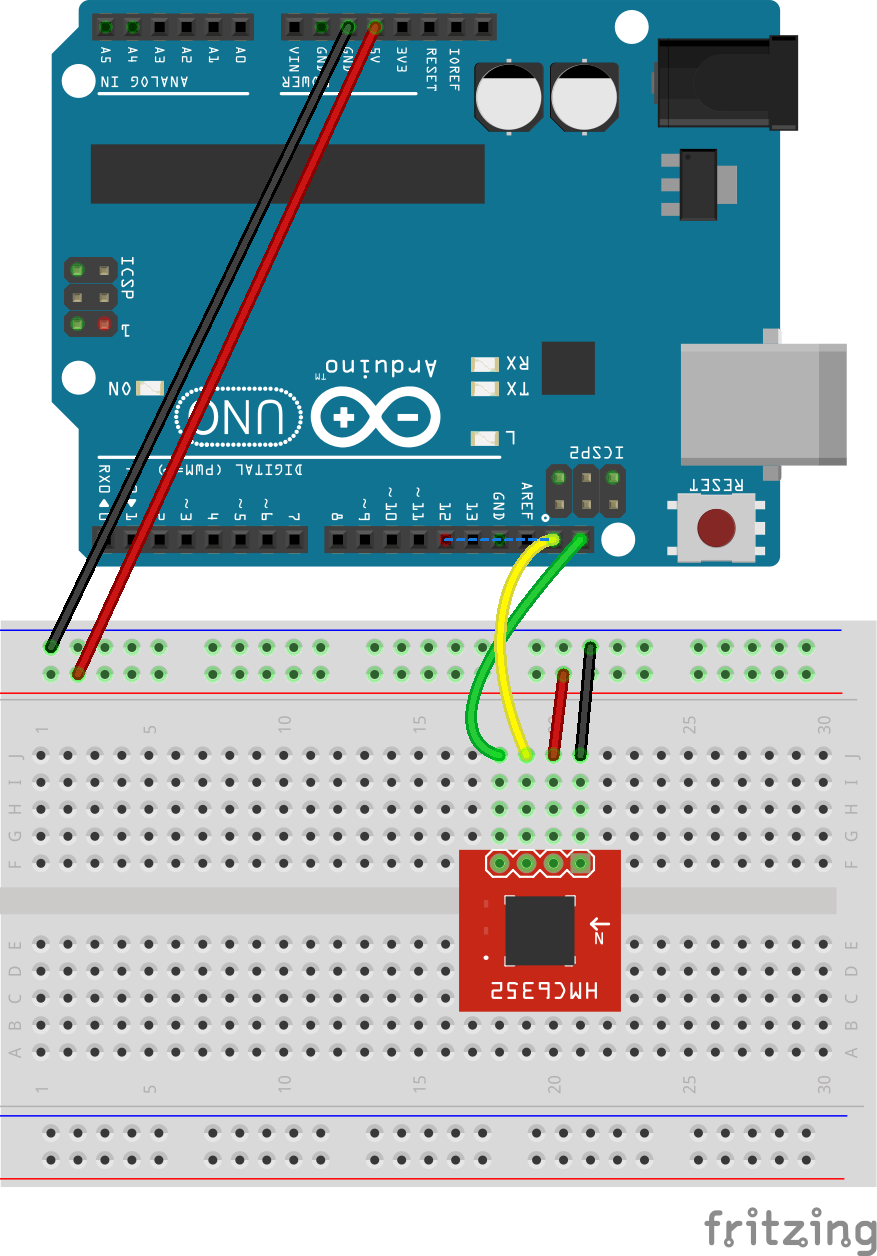 A5 A4 A3 A2 A1 A0
VIN GND GND 5V 3V3 RESET IOREF
ANALOG IN
POWER
ICSP
1
Arduino
TM
RX
TX
ON
UNO
L
ICSP2
DIGITAL (PWM=~)
RESET
RX0 ◄ 0 1 2 ~3 4 ~5 ~6 7 8 ~9 ~10 ~11 12 13 GND AREF
1 5 10 15 20 25 30
J J
I I
H H
G G
F F
E E
D D
C C
B B
A A
N
HMC6352
1 5 10 15 20 25 30
fritzing